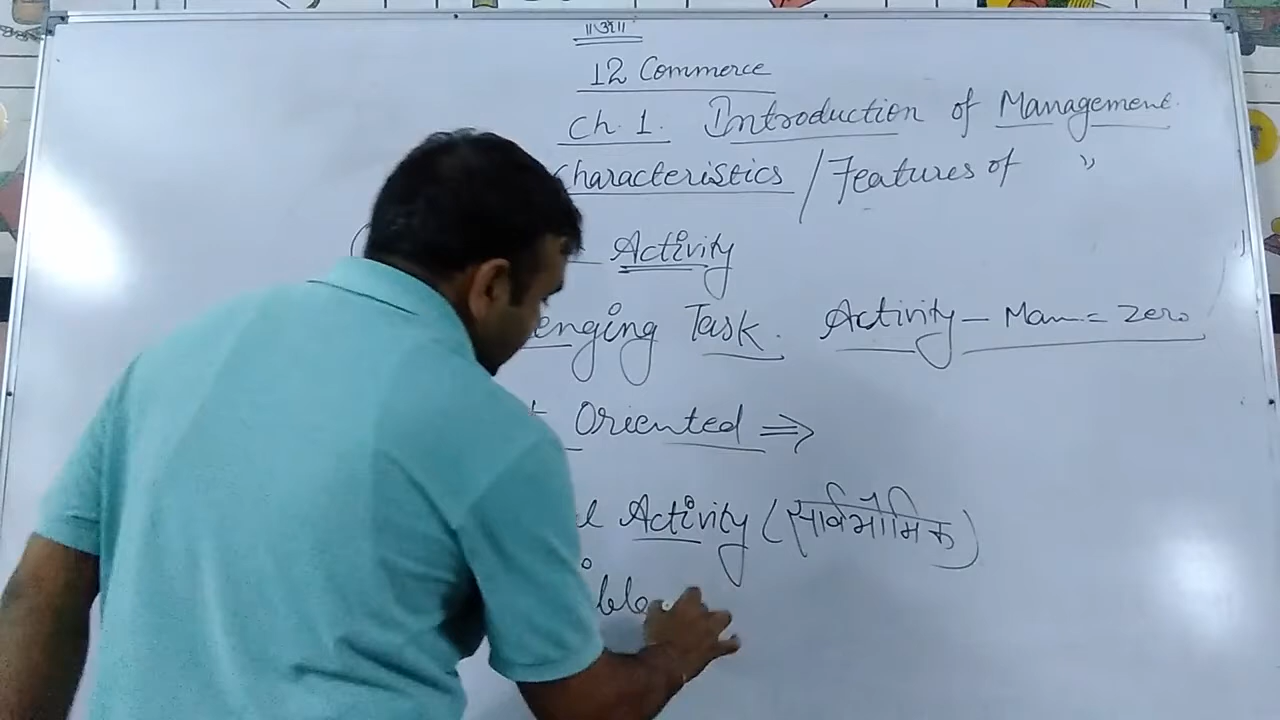 ॥ૐ॥
12 Commerce
Ch. 1. Introduction of Management.
Characteristics / Features of "
Activity
enging Task. Activity - Man = Zero
t Oriented ⇒
l Activity (सार्वभौमिक)
ible